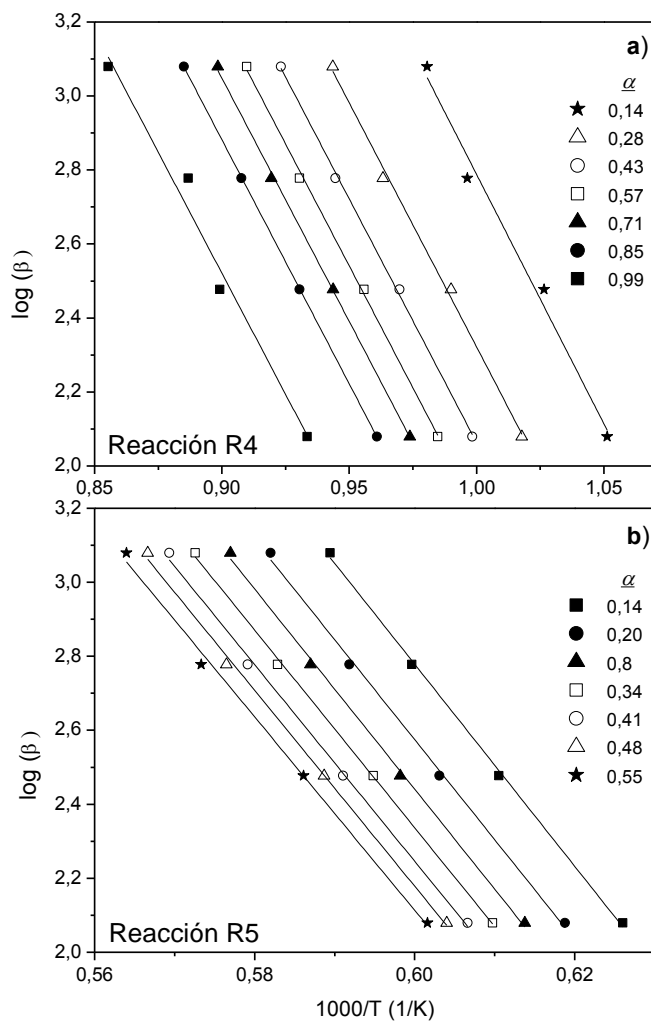 3,2
a)
α
3,0
0,14
0,28
2,8
0,43
0,57
2,6
0,71
0,85
0,99
log (β )
2,4
2,2
Reacción R4
2,0
0,85 0,90 0,95 1,00 1,05
3,2
b)
α
3,0
0,14
0,20
2,8
0,8
0,34
2,6
0,41
0,48
0,55
log (β )
2,4
2,2
Reacción R5
2,0
0,56 0,58 0,60 0,62
1000/T (1/K)